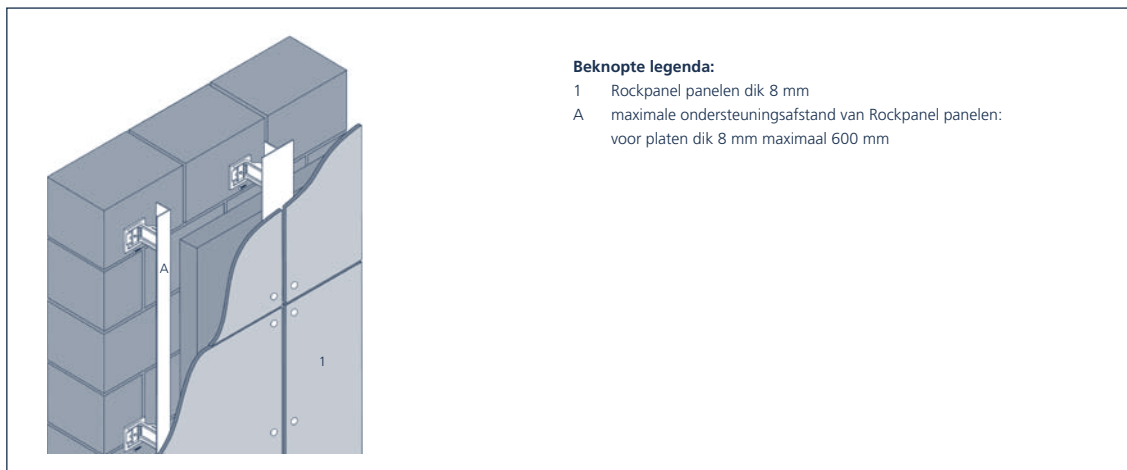 Beknopte legenda:
1 Rockpanel panelen dik 8 mm
A maximale ondersteuningsafstand van Rockpanel panelen:
voor platen dik 8 mm maximaal 600 mm
A
1